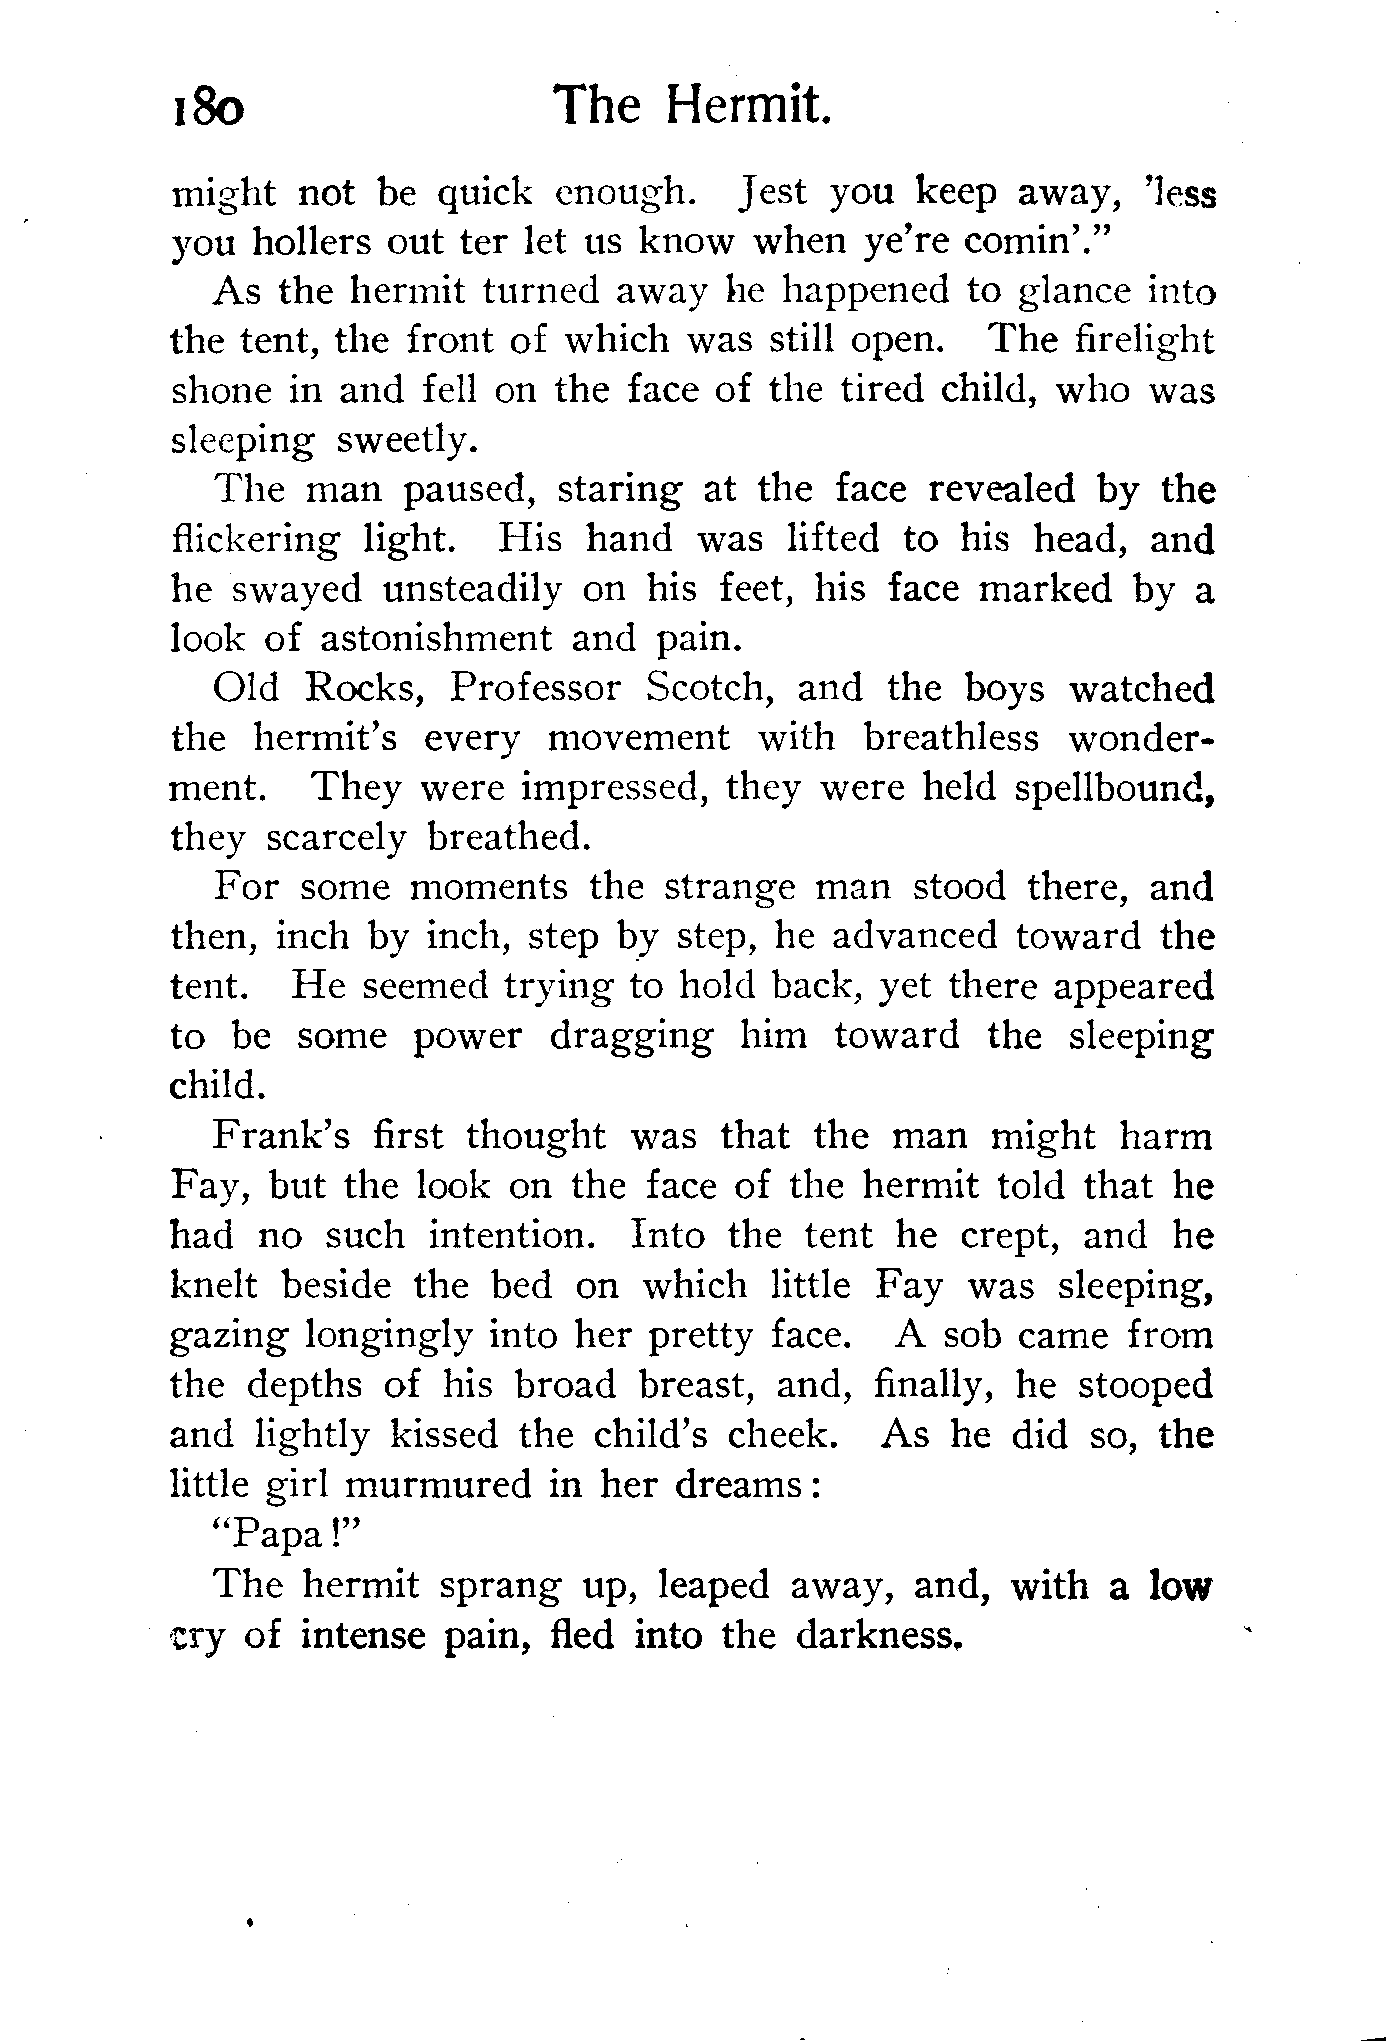 180 The Hermit.
might not be quick enough. Jest you keep away, 'less
you hollers out ter let us know when ye're comin'."
As the hermit turned away he happened to glance into
the tent, the front of which was still open. The firelight
shone in and fell on the face of the tired child, who was
sleeping sweetly.
The man paused, staring at the face revealed by the
flickering light. His hand was lifted to his head, and
he swayed unsteadily on his feet, his face marked by a
look of astonishment and pain.
Old Rocks, Professor Scotch, and the boys watched
the hermit's every movement with breathless wonder-
ment. They were impressed, they were held spellbound,
they scarcely breathed.
For some moments the strange man stood there, and
then, inch by inch, step by step, he advanced toward the
tent. He seemed trying to hold back, yet there appeared
to be some power dragging him toward the sleeping
child.
Frank's first thought was that the man might harm
Fay, but the look on the face of the hermit told that he
had no such intention. Into the tent he crept, and he
knelt beside the bed on which little Fay was sleeping,
gazing longingly into her pretty face. A sob came from
the depths of his broad breast, and, finally, he stooped
and lightly kissed the child's cheek. As he did so, the
little girl murmured in her dreams:
"Papa!"
The hermit sprang up, leaped away, and, with a low
cry of intense pain, fled into the darkness.